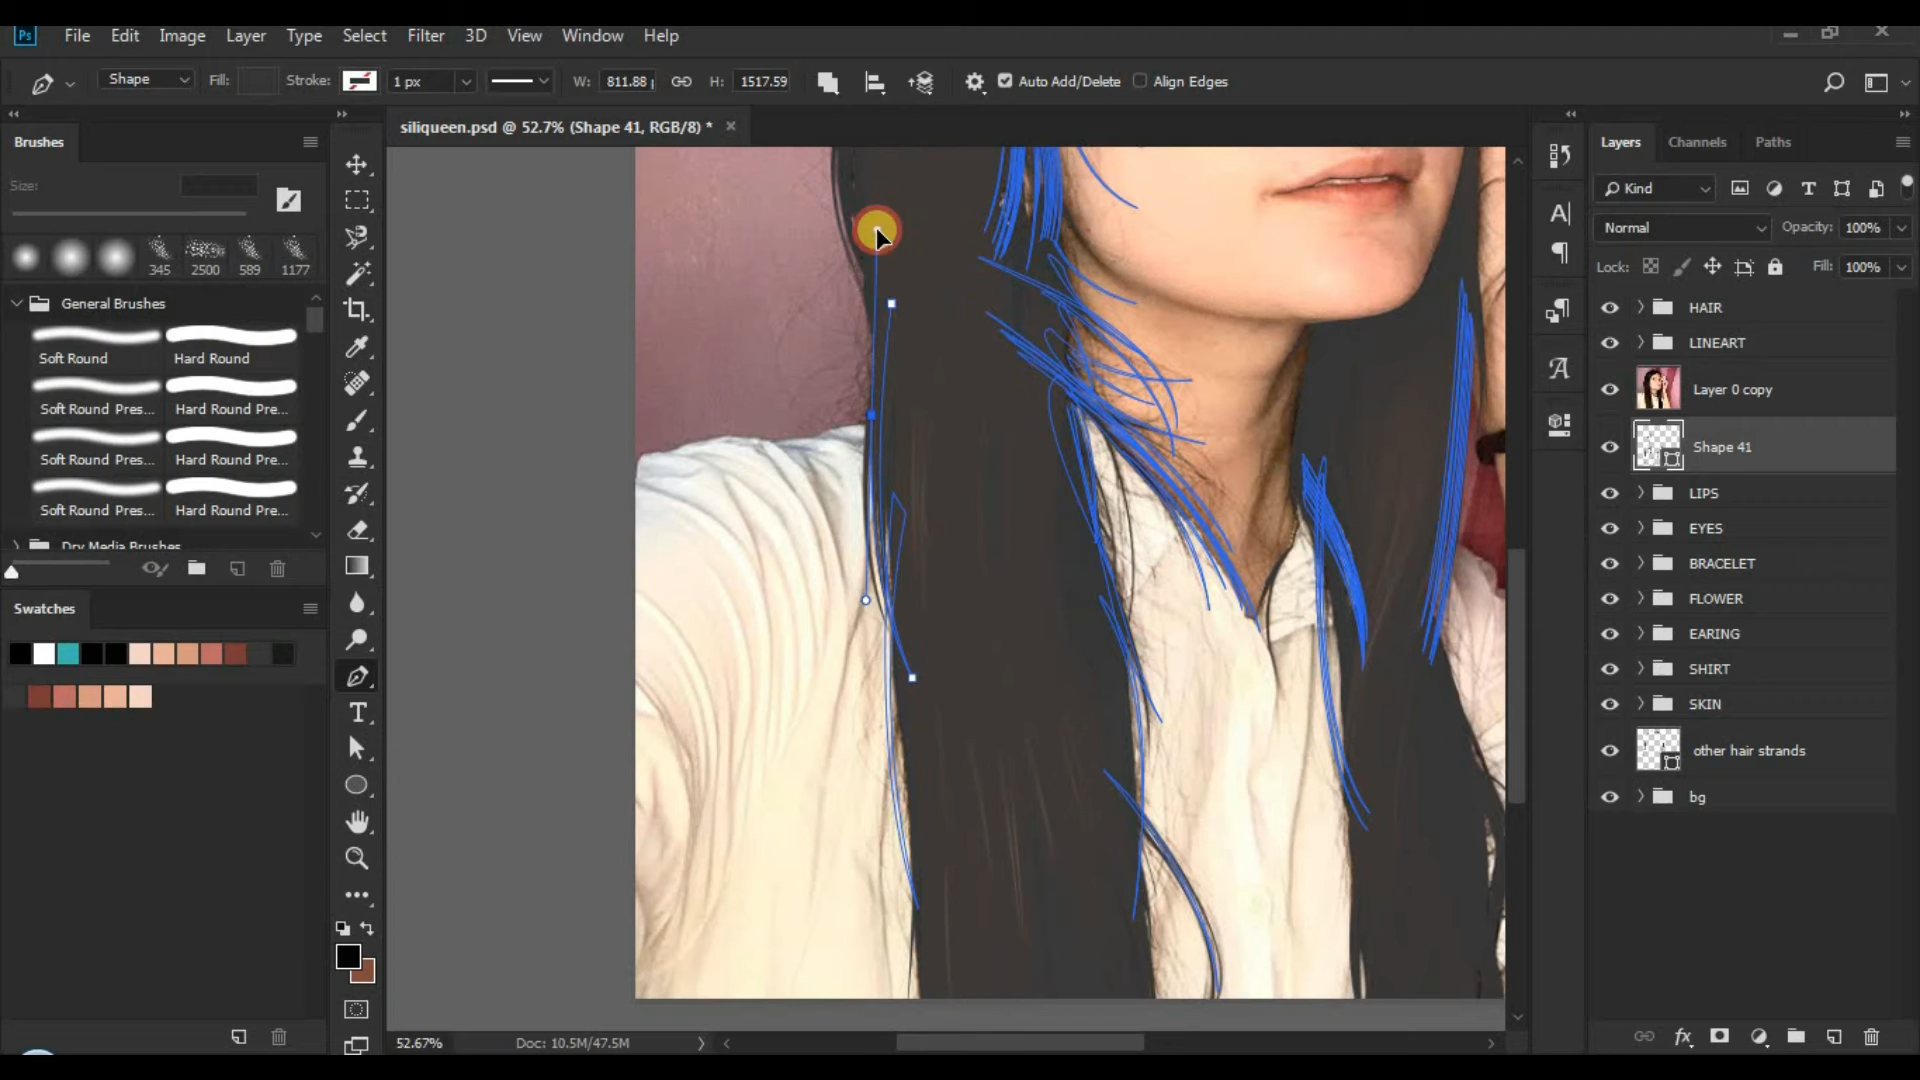 Ps File Edit Image Layer Type Select Filter 3D View Window Help
Shape Fill: Stroke: 1 px W: 811.88 H: 1517.59 Auto Add/Delete Align Edges
siliqueen.psd @ 52.7% (Shape 41, RGB/8) *
Brushes
Size:
345 2500 589 1177
General Brushes
Soft Round Hard Round
Soft Round Pres... Hard Round Pre...
Soft Round Pres... Hard Round Pre...
Soft Round Pres... Hard Round Pre...
Dry Media Brushes
Swatches
Layers Channels Paths
Kind
Normal Opacity: 100%
Lock: Fill: 100%
HAIR
LINEART
Layer 0 copy
Shape 41
LIPS
EYES
BRACELET
FLOWER
EARING
SHIRT
SKIN
other hair strands
bg
52.67% Doc: 10.5M/47.5M